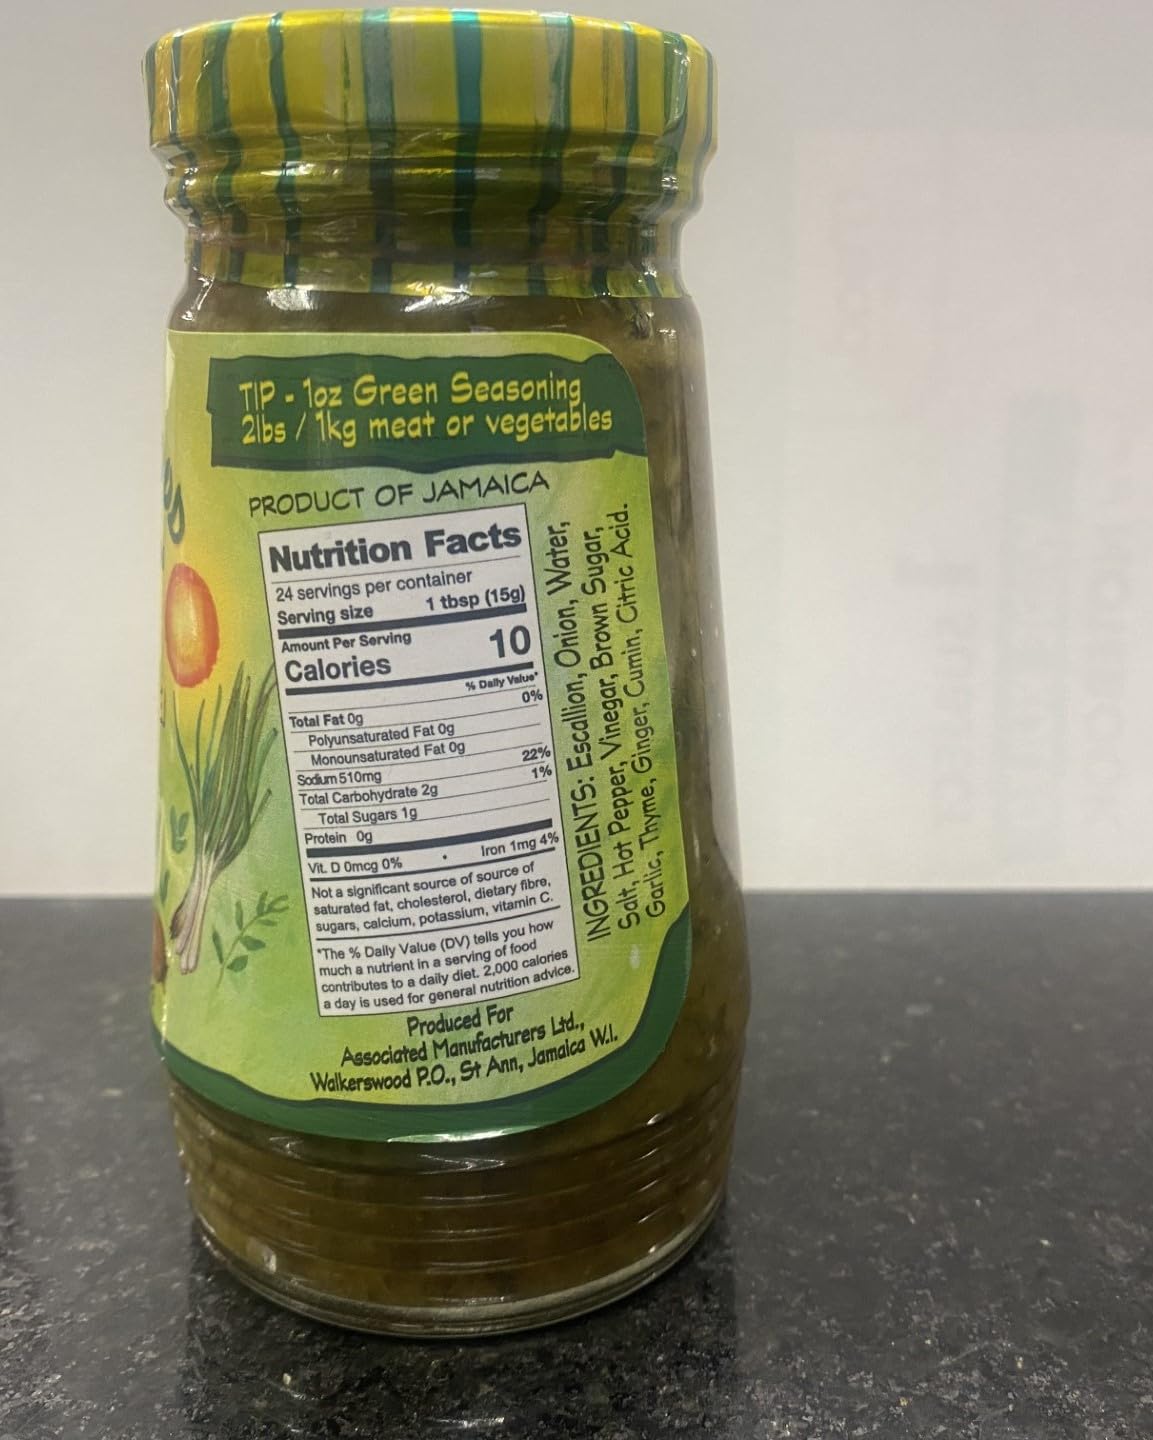 TIP - 1oz Green Seasoning
2lbs / 1kg meat or vegetables
PRODUCT OF JAMAICA
Nutrition Facts
24 servings per container
Serving size 1 tbsp (15g)
Amount Per Serving
Calories 10
% Daily Value*
Total Fat 0g 0%
Polyunsaturated Fat 0g
Monounsaturated Fat 0g
Sodium 510mg 22%
Total Carbohydrate 2g 1%
Total Sugars 1g
Protein 0g
Vit. D 0mcg 0% • Iron 1mg 4%
Not a significant source of source of
saturated fat, cholesterol, dietary fibre,
sugars, calcium, potassium, vitamin C.
*The % Daily Value (DV) tells you how
much a nutrient in a serving of food
contributes to a daily diet. 2,000 calories
a day is used for general nutrition advice.
INGREDIENTS: Escallion, Onion, Water,
Salt, Hot Pepper, Vinegar, Brown Sugar,
Garlic, Thyme, Ginger, Cumin, Citric Acid.
Produced For
Associated Manufacturers Ltd.,
Walkerswood P.O., St Ann, Jamaica W.I.